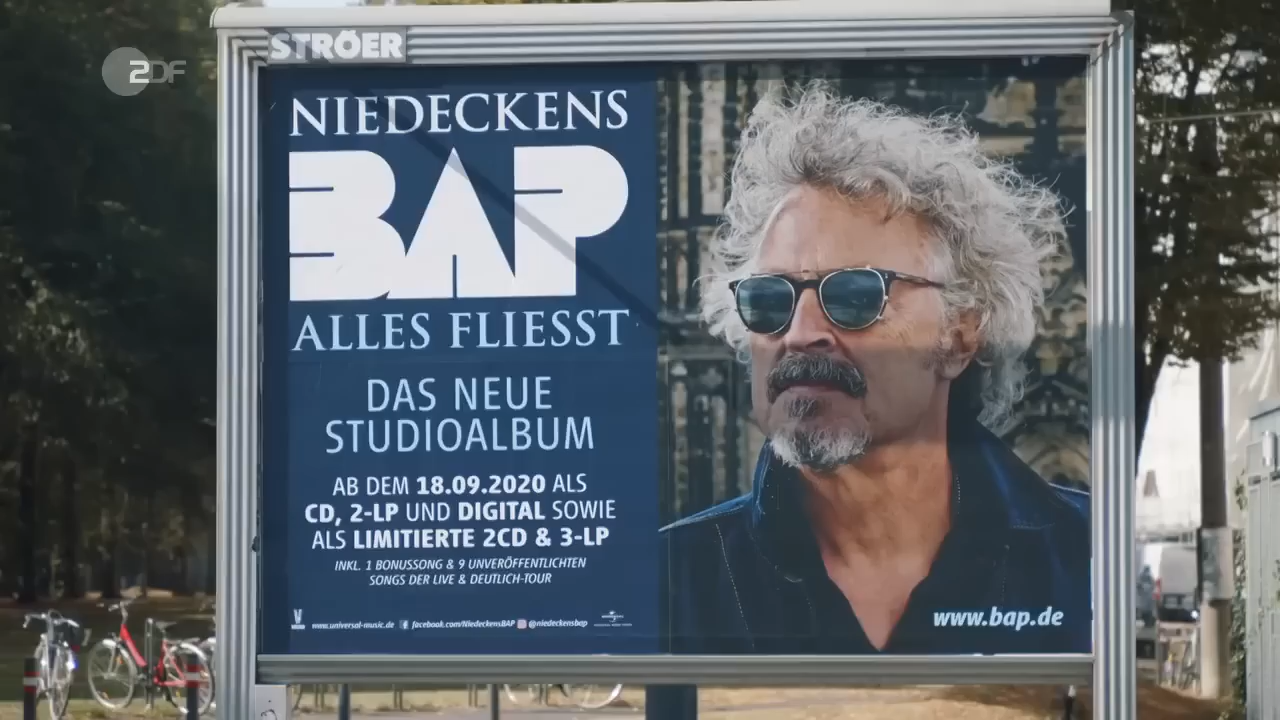 STRÖER
ZDF
NIEDECKENS
BAP
ALLES FLIESST
DAS NEUE
STUDIOALBUM
AB DEM 18.09.2020 ALS
CD, 2-LP UND DIGITAL SOWIE
ALS LIMITIERTE 2CD & 3-LP
INKL. 1 BONUSSONG & 9 UNVERÖFFENTLICHTEN
SONGS DER LIVE & DEUTLICH-TOUR
www.universal-music.de facebook.com/NiedeckensBAP @niedeckensbap
www.bap.de